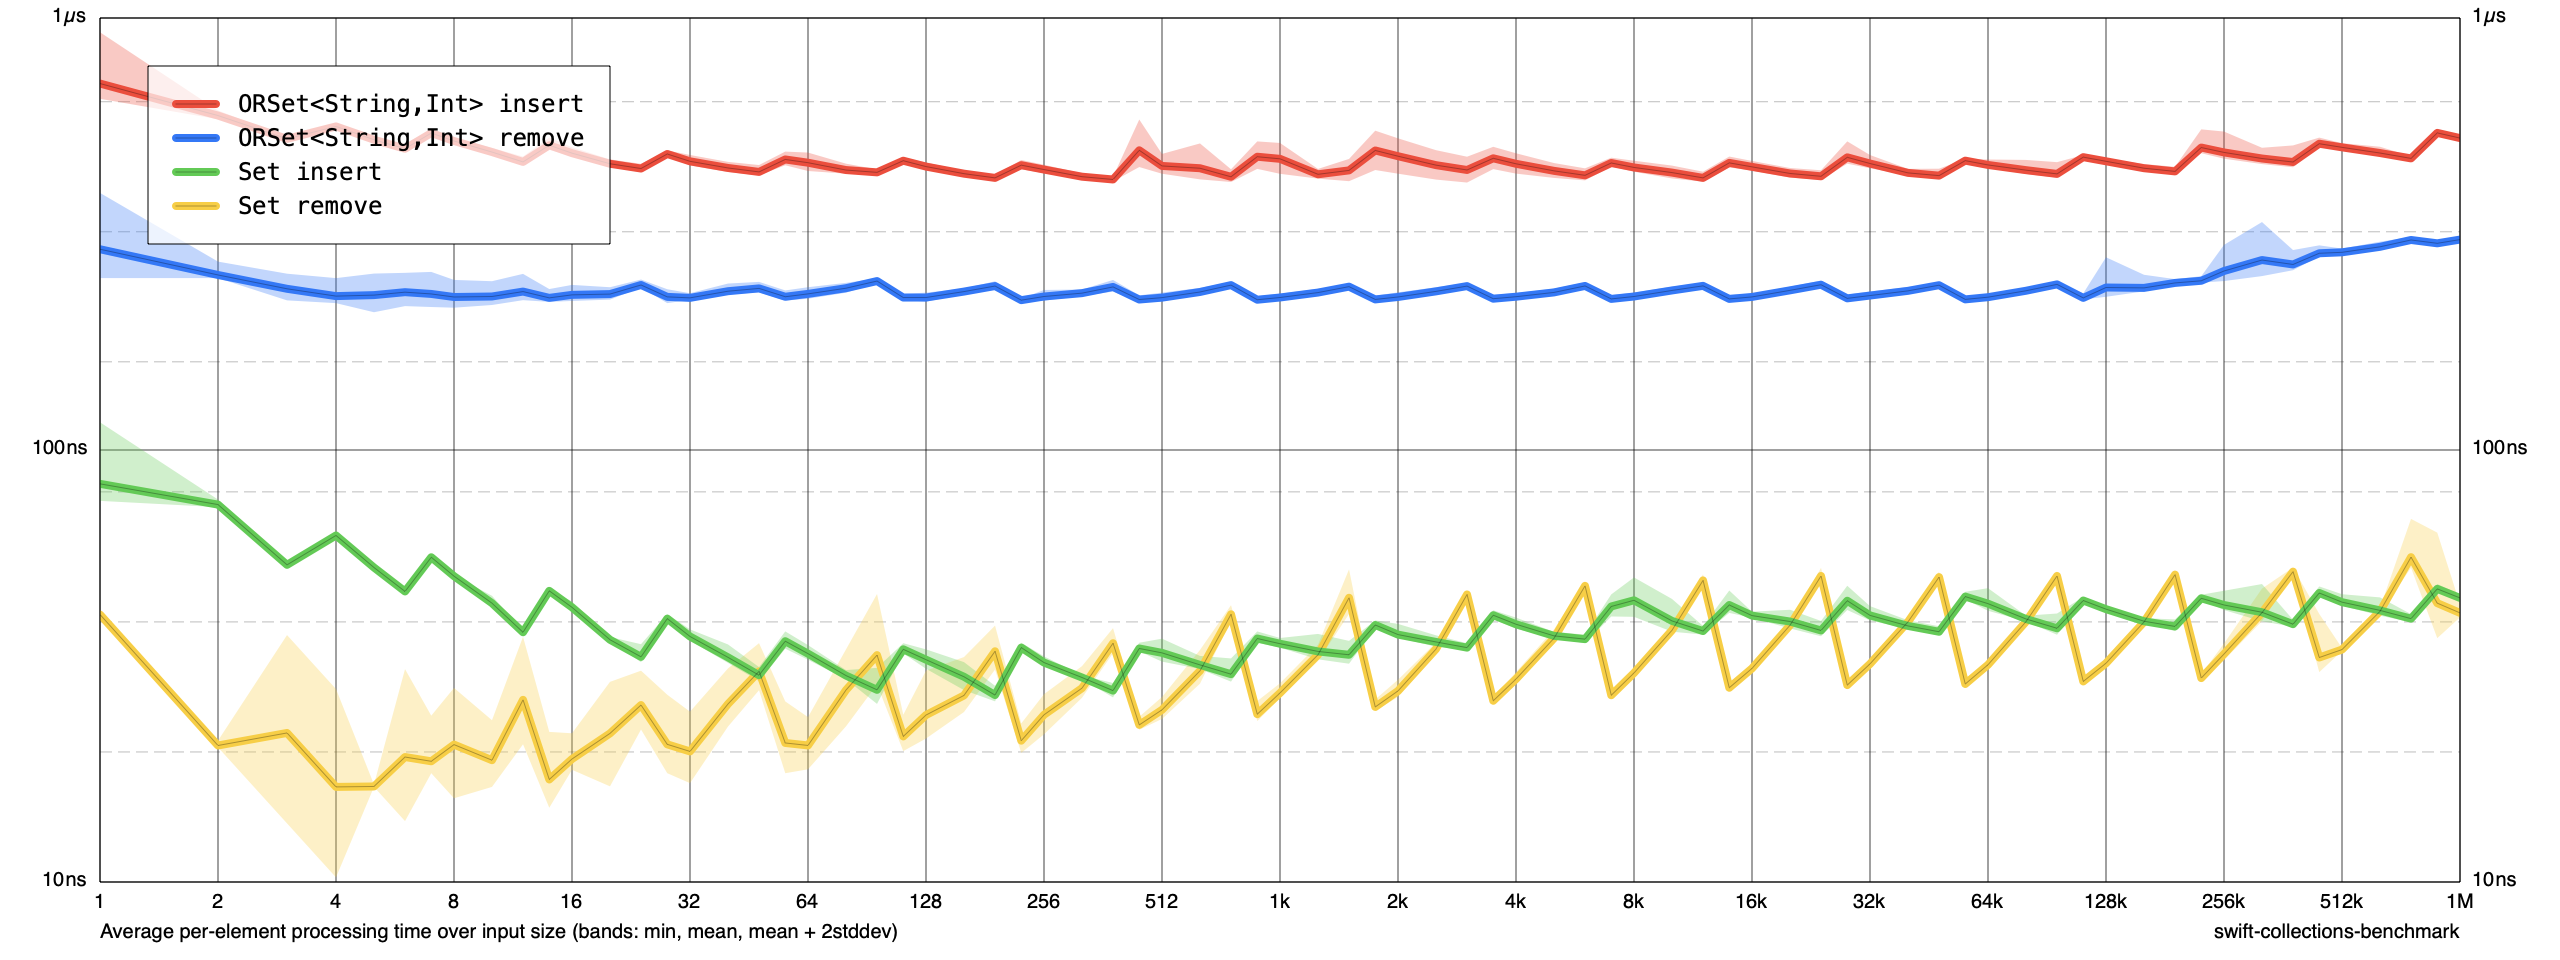 1µs 1µs
ORSet<String,Int> insert
ORSet<String,Int> remove
Set insert
Set remove
100ns 100ns
10ns 10ns
1 2 4 8 16 32 64 128 256 512 1k 2k 4k 8k 16k 32k 64k 128k 256k 512k 1M
Average per-element processing time over input size (bands: min, mean, mean + 2stddev) swift-collections-benchmark